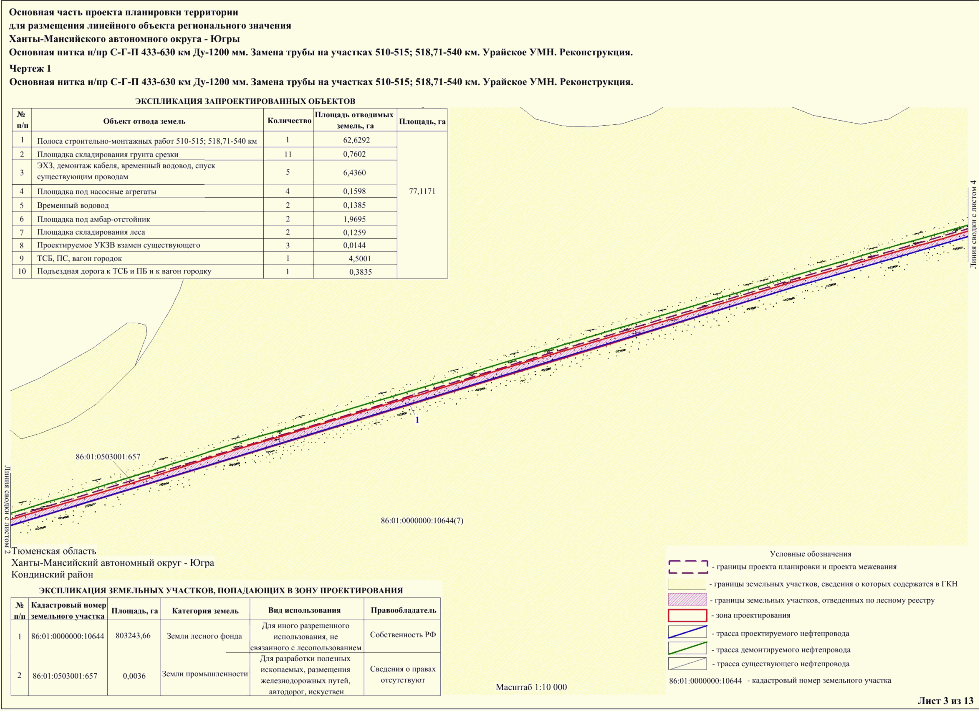 Основная часть проекта планировки территории
для размещения линейного объекта регионального значения
Ханты-Мансийского автономного округа - Югры
Основная нитка н/пр С-Г-П 433-630 км Ду-1200 мм. Замена трубы на участках 510-515; 518,71-540 км. Урайское УМН. Реконструкция.
Чертеж 1
Основная нитка н/пр С-Г-П 433-630 км Ду-1200 мм. Замена трубы на участках 510-515; 518,71-540 км. Урайское УМН. Реконструкция.
ЭКСПЛИКАЦИЯ ЗАПРОЕКТИРОВАННЫХ ОБЪЕКТОВ
№ п/п Объект отвода земель Количество Площадь отводимых земель, га Площадь, га
1 Полоса строительно-монтажных работ 510-515; 518,71-540 км 1 62,6292
2 Площадка складирования грунта срезки 11 0,7602
3 ЭХЗ, демонтаж кабеля, временный водовод, спуск существующим проводам 5 6,4360
4 Площадка под насосные агрегаты 4 0,1598 77,1171
5 Временный водовод 2 0,1385
6 Площадка под амбар-отстойник 2 1,9695
7 Площадка складирования леса 2 0,1259
8 Проектируемое УКЗВ взамен существующего 3 0,0144
9 ТСБ, ПС, вагон городок 1 4,5001
10 Подъездная дорога к ТСБ и ПБ и к вагон городку 1 0,3835
Линия сводки с листом 4
1
86:01:0503001:657
Линия сводки с листом 2
86:01:0000000:10644(7)
Тюменская область
Ханты-Мансийский автономный округ - Югра
Кондинский район
ЭКСПЛИКАЦИЯ ЗЕМЕЛЬНЫХ УЧАСТКОВ, ПОПАДАЮЩИХ В ЗОНУ ПРОЕКТИРОВАНИЯ
№ п/п Кадастровый номер земельного участка Площадь, га Категория земель Вид использования Правообладатель
1 86:01:0000000:10644 803243,66 Земли лесного фонда Для иного разрешенного использования, не связанного с лесопользованием Собственность РФ
2 86:01:0503001:657 0,0036 Земли промышленности Для разработки полезных ископаемых, размещения железнодорожных путей, автодорог, искуствен Сведения о правах отсутствуют
Условные обозначения
- границы проекта планировки и проекта межевания
- границы земельных участков, сведения о которых содержатся в ГКН
- границы земельных участков, отведенных по лесному реестру
- зона проектирования
- трасса проектируемого нефтепровода
- трасса демонтируемого нефтепровода
- трасса существующего нефтепровода
86:01:0000000:10644 - кадастровый номер земельного участка
Масштаб 1:10 000
Лист 3 из 13